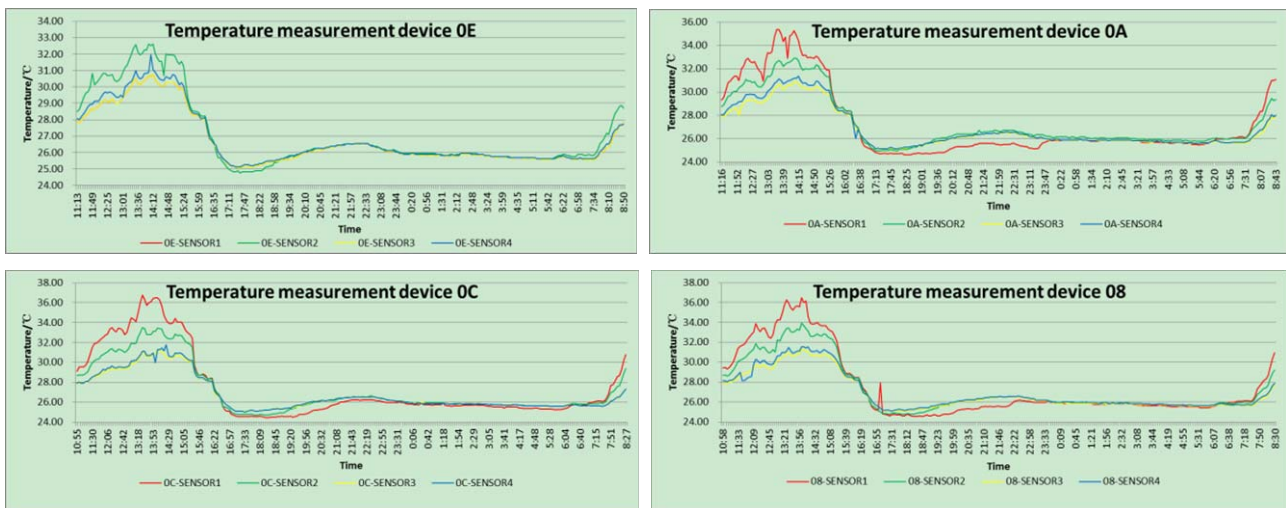 Temperature measurement device 0E
34.00
33.00
32.00
31.00
30.00
29.00
28.00
27.00
26.00
25.00
24.00
Temperature/℃
11:13 11:49 12:25 13:01 13:36 14:12 14:48 15:24 15:59 16:35 17:11 17:47 18:22 18:58 19:34 20:10 20:45 21:21 21:57 22:33 23:08 23:44 0:20 0:56 1:31 2:12 2:48 3:24 3:59 4:35 5:11 5:42 6:22 6:58 7:34 8:10 8:50
Time
0E-SENSOR1 0E-SENSOR2 0E-SENSOR3 0E-SENSOR4
Temperature measurement device 0A
36.00
34.00
32.00
30.00
28.00
26.00
24.00
Temperature/℃
11:16 11:52 12:27 13:03 13:39 14:15 14:50 15:26 16:02 16:38 17:13 17:53 18:25 19:01 19:36 20:12 20:48 21:24 21:59 22:31 23:11 23:47 0:22 0:58 1:34 2:10 2:45 3:21 3:57 4:33 5:08 5:44 6:20 6:56 7:31 8:07 8:43
Time
0A-SENSOR1 0A-SENSOR2 0A-SENSOR3 0A-SENSOR4
Temperature measurement device 0C
38.00
36.00
34.00
32.00
30.00
28.00
26.00
24.00
Temperature/℃
10:55 11:30 12:06 12:42 13:18 13:53 14:29 15:05 15:46 16:22 16:57 17:33 18:09 18:45 19:20 19:56 20:32 21:08 21:43 22:19 22:55 23:31 0:06 0:42 1:18 1:54 2:29 3:05 3:41 4:17 4:48 5:28 6:04 6:40 7:15 7:51 8:27
Time
0C-SENSOR1 0C-SENSOR2 0C-SENSOR3 0C-SENSOR4
Temperature measurement device 08
38.00
36.00
34.00
32.00
30.00
28.00
26.00
24.00
Temperature/℃
10:58 11:33 12:09 12:45 13:21 13:56 14:32 15:08 15:39 16:19 16:55 17:31 18:12 18:47 19:23 19:59 20:35 21:10 21:46 22:22 22:58 23:33 0:09 0:45 1:21 1:56 2:32 3:08 3:44 4:19 4:55 5:31 6:07 6:38 7:18 7:50 8:30
Time
08-SENSOR1 08-SENSOR2 08-SENSOR3 08-SENSOR4